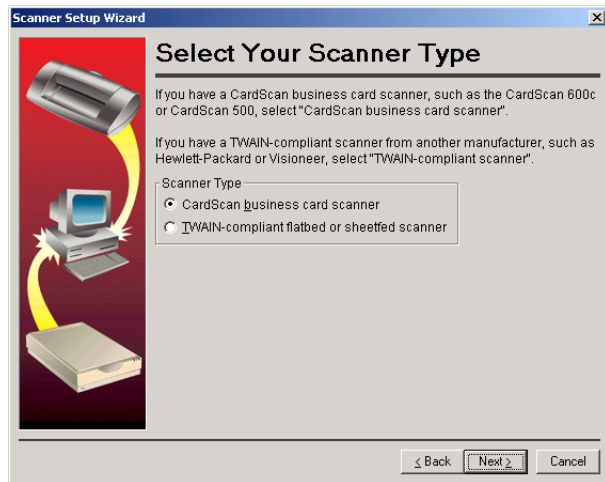 Scanner Setup Wizard
Select Your Scanner Type
If you have a CardScan business card scanner, such as the CardScan 600c
or CardScan 500, select "CardScan business card scanner".
If you have a TWAIN-compliant scanner from another manufacturer, such as
Hewlett-Packard or Visioneer, select "TWAIN-compliant scanner".
Scanner Type
CardScan business card scanner
TWAIN-compliant flatbed or sheetfed scanner
< Back
Next >
Cancel